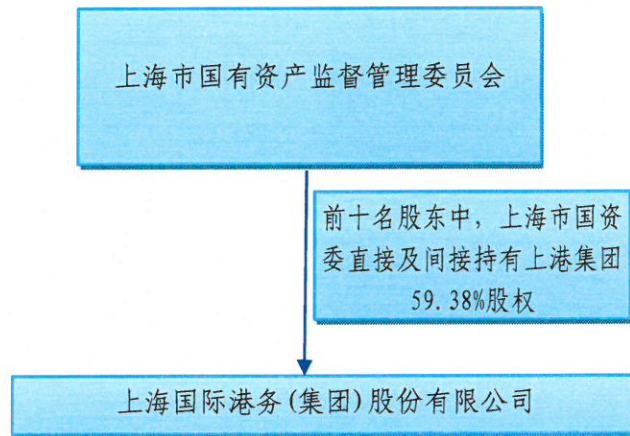 上海市国有资产监督管理委员会
前十名股东中，上海市国资
委直接及间接持有上港集团
59.38%股权
上海国际港务(集团)股份有限公司